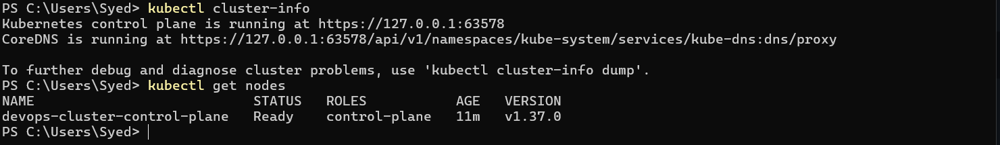 PS C:\Users\Syed> kubectl cluster-info
Kubernetes control plane is running at https://127.0.0.1:63578
CoreDNS is running at https://127.0.0.1:63578/api/v1/namespaces/kube-system/services/kube-dns:dns/proxy
To further debug and diagnose cluster problems, use 'kubectl cluster-info dump'.
PS C:\Users\Syed> kubectl get nodes
NAME STATUS ROLES AGE VERSION
devops-cluster-control-plane Ready control-plane 11m v1.37.0
PS C:\Users\Syed>